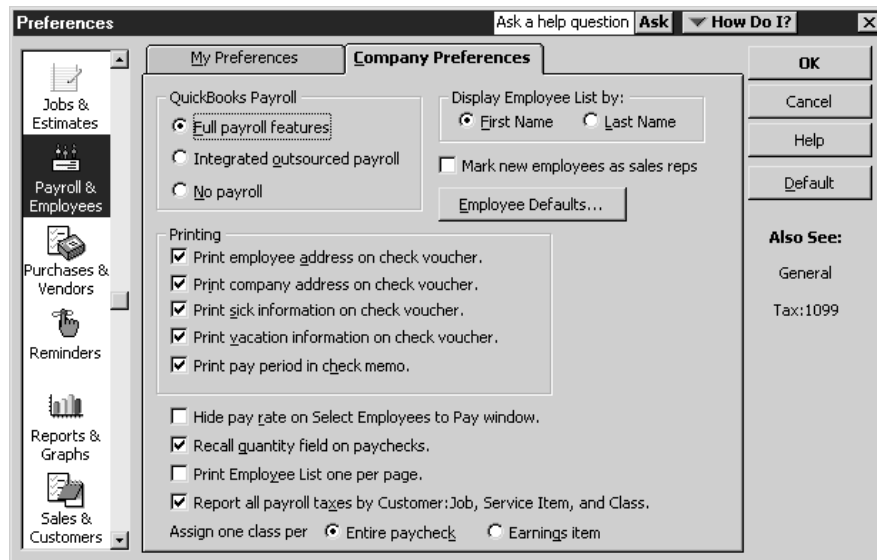 Preferences
Ask a help question Ask How Do I?
My Preferences
Company Preferences
Jobs &
Estimates
Payroll &
Employees
Purchases &
Vendors
Reminders
Reports &
Graphs
Sales &
Customers
QuickBooks Payroll
Full payroll features
Integrated outsourced payroll
No payroll
Display Employee List by:
First Name Last Name
Mark new employees as sales reps
Employee Defaults...
Printing
Print employee address on check voucher.
Print company address on check voucher.
Print sick information on check voucher.
Print vacation information on check voucher.
Print pay period in check memo.
Hide pay rate on Select Employees to Pay window.
Recall quantity field on paychecks.
Print Employee List one per page.
Report all payroll taxes by Customer:Job, Service Item, and Class.
Assign one class per Entire paycheck Earnings item
OK
Cancel
Help
Default
Also See:
General
Tax:1099